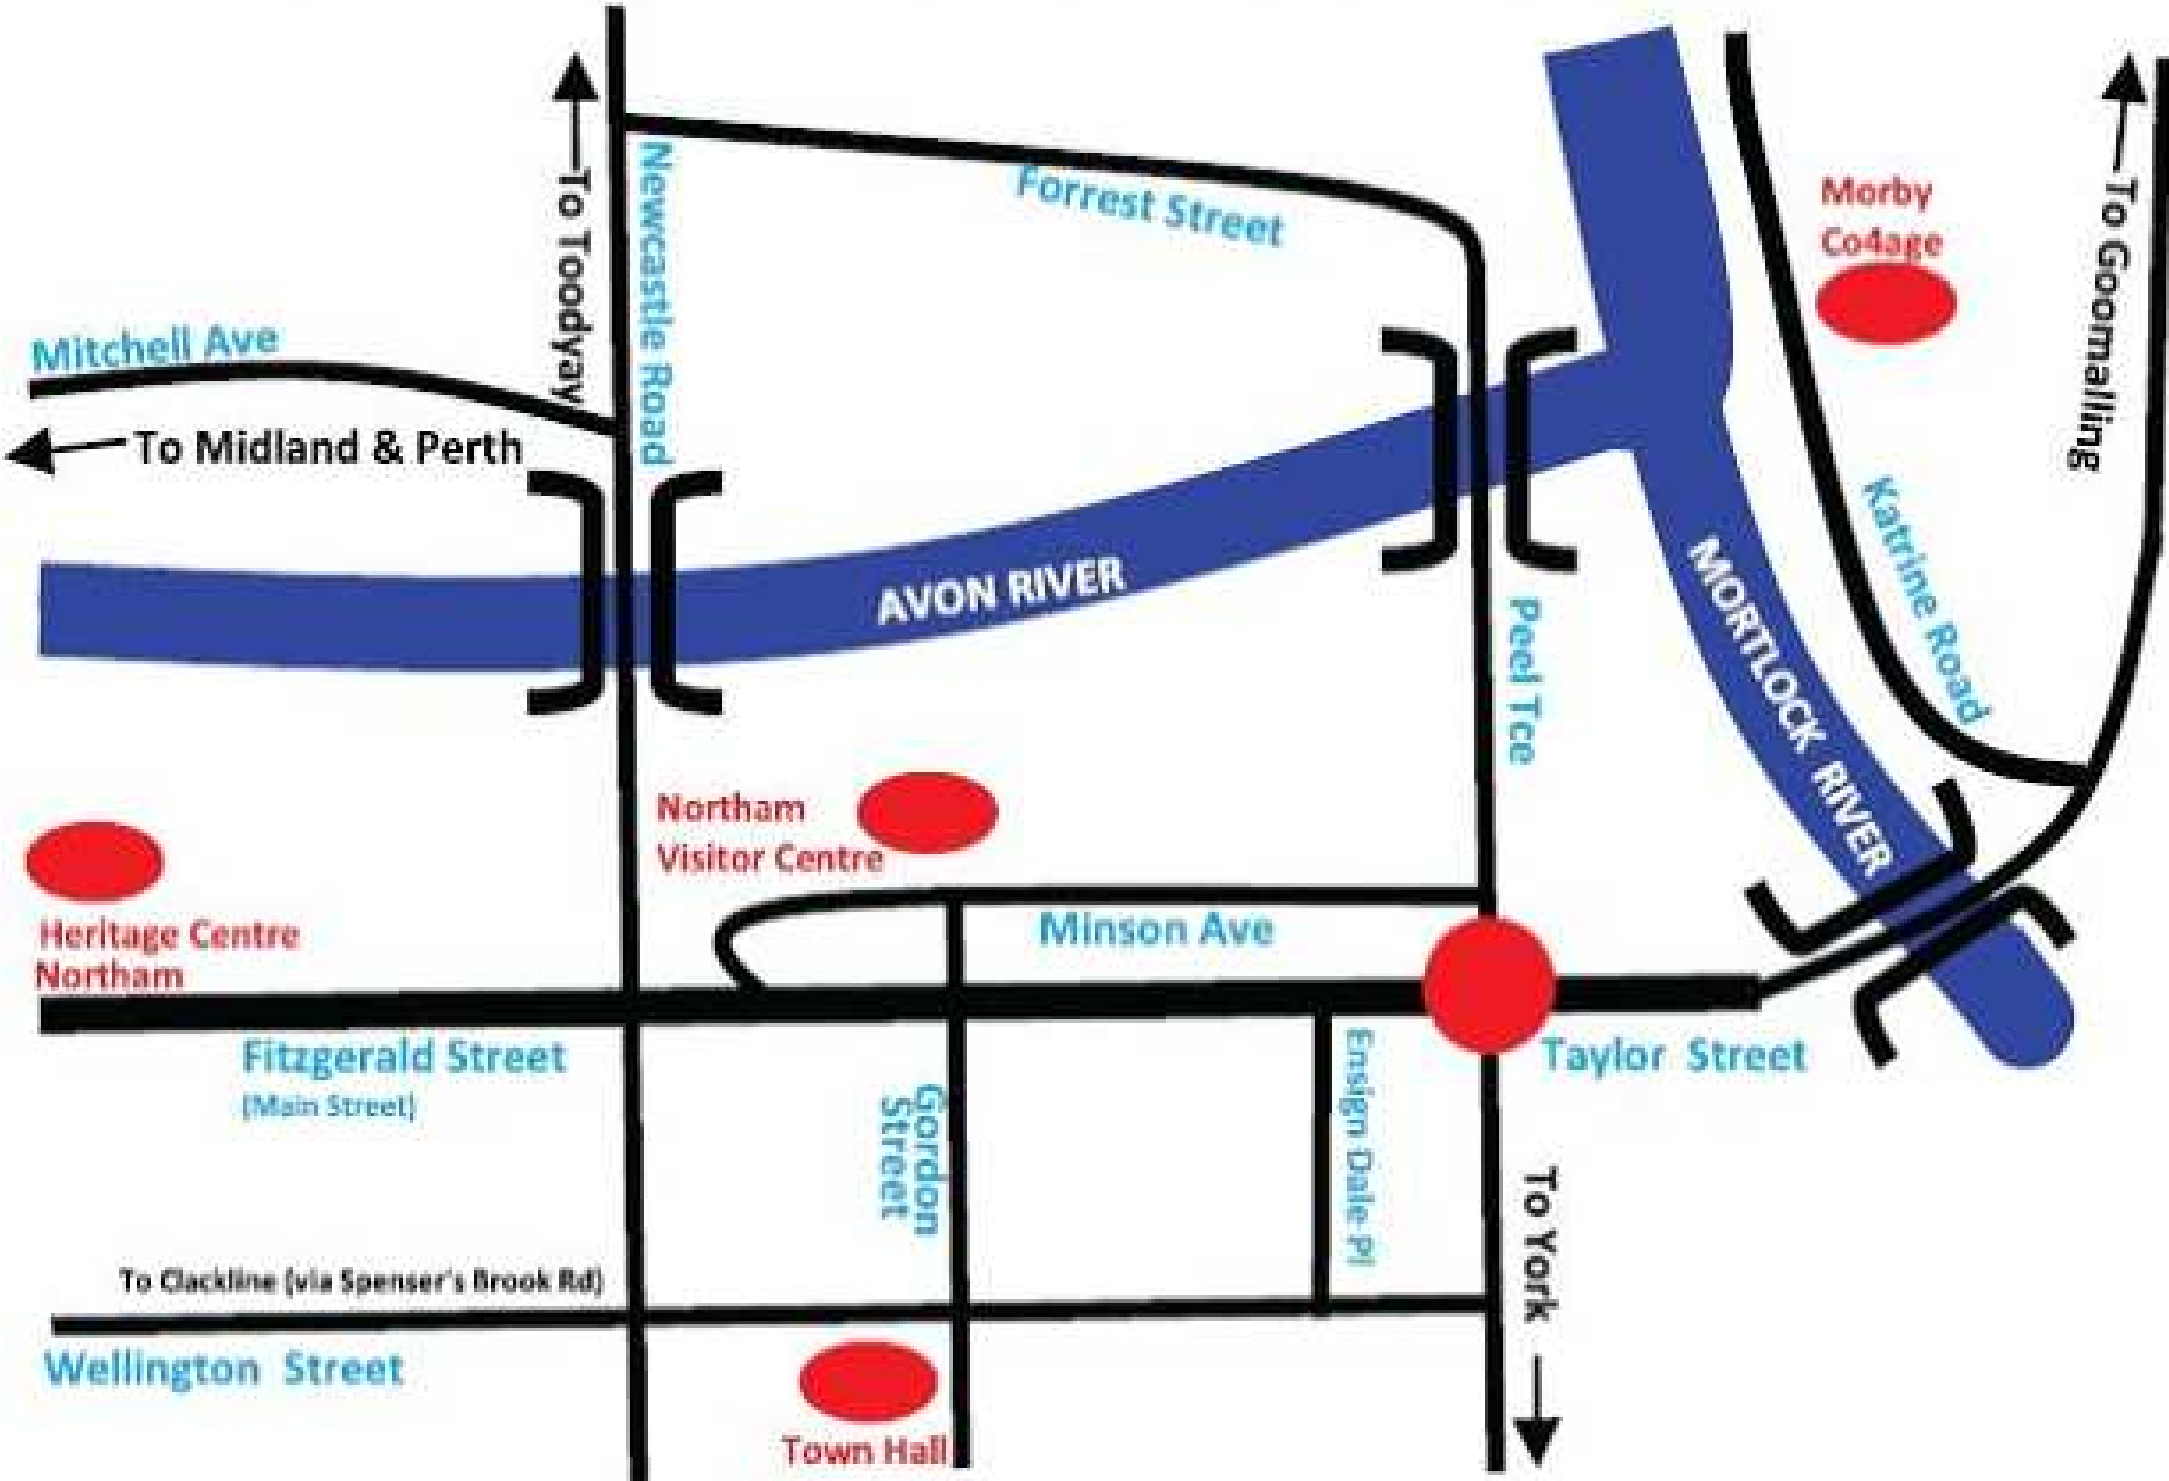 To Toodyay
Newcastle Road
Forrest Street
Morby
Co4age
To Goomalling
Mitchell Ave
To Midland & Perth
Katrine Road
AVON RIVER
MORTLOCK RIVER
Peel Tce
Northam
Visitor Centre
Heritage Centre
Northam
Minson Ave
Fitzgerald Street
(Main Street)
Gordon
Street
Ensign Dale Pl
Taylor Street
To York
To Clackline (via Spenser's Brook Rd)
Wellington Street
Town Hall